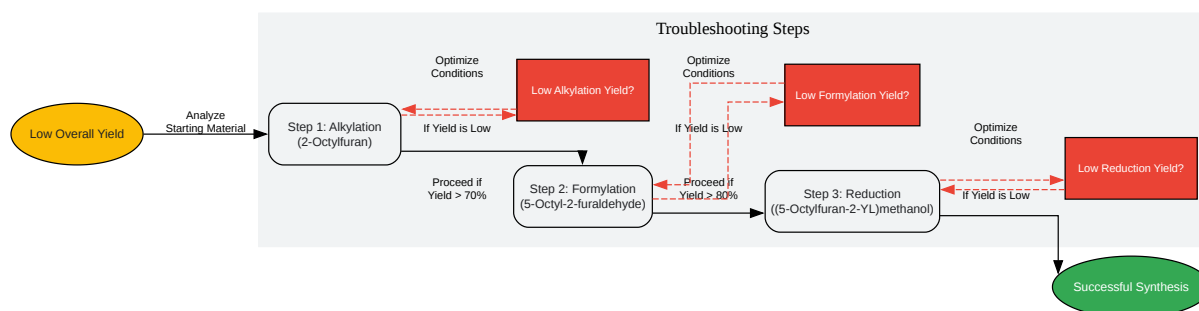 Troubleshooting Steps
Low Overall Yield
Analyze
Starting Material
Step 1: Alkylation
(2-Octylfuran)
Optimize
Conditions
If Yield is Low
Low Alkylation Yield?
Proceed if
Yield > 70%
Step 2: Formylation
(5-Octyl-2-furaldehyde)
Optimize
Conditions
If Yield is Low
Low Formylation Yield?
Proceed if
Yield > 80%
Step 3: Reduction
((5-Octylfuran-2-YL)methanol)
Optimize
Conditions
If Yield is Low
Low Reduction Yield?
Successful Synthesis